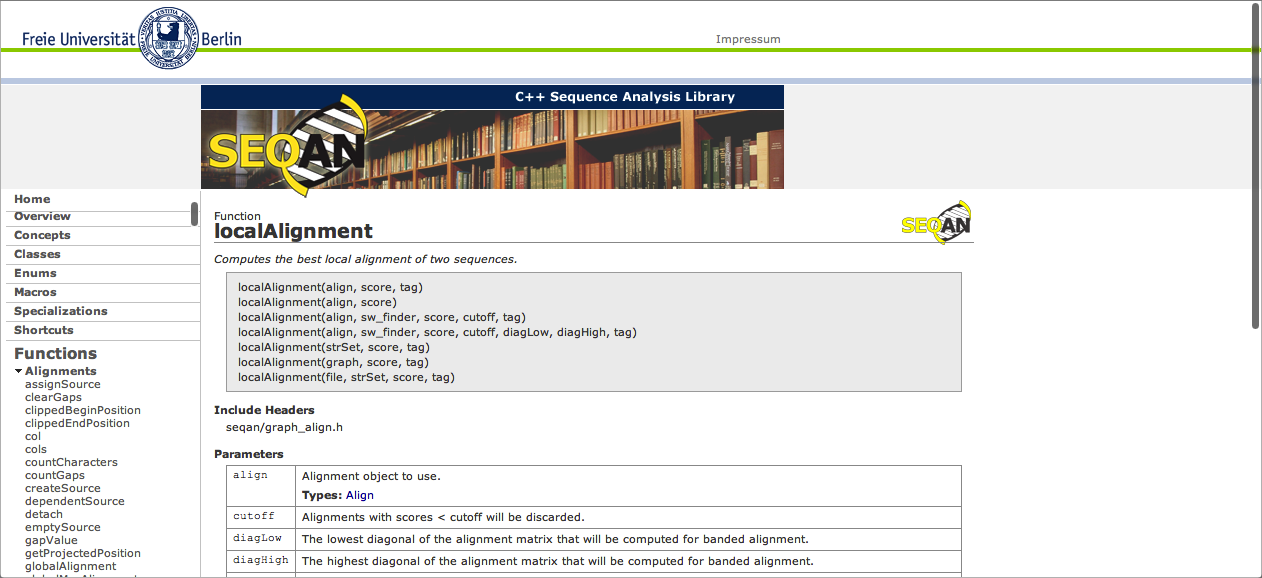 Freie Universität Berlin
Impressum
C++ Sequence Analysis Library
SEQAN
Home
Overview
Concepts
Classes
Enums
Macros
Specializations
Shortcuts
Functions
Alignments
assignSource
clearGaps
clippedBeginPosition
clippedEndPosition
col
cols
countCharacters
countGaps
createSource
dependentSource
detach
emptySource
gapValue
getProjectedPosition
globalAlignment
Function
localAlignment
SEQAN
Computes the best local alignment of two sequences.
localAlignment(align, score, tag)
localAlignment(align, score)
localAlignment(align, sw_finder, score, cutoff, tag)
localAlignment(align, sw_finder, score, cutoff, diagLow, diagHigh, tag)
localAlignment(strSet, score, tag)
localAlignment(graph, score, tag)
localAlignment(file, strSet, score, tag)
Include Headers
seqan/graph_align.h
Parameters
align Alignment object to use.
Types: Align
cutoff Alignments with scores < cutoff will be discarded.
diagLow The lowest diagonal of the alignment matrix that will be computed for banded alignment.
diagHigh The highest diagonal of the alignment matrix that will be computed for banded alignment.